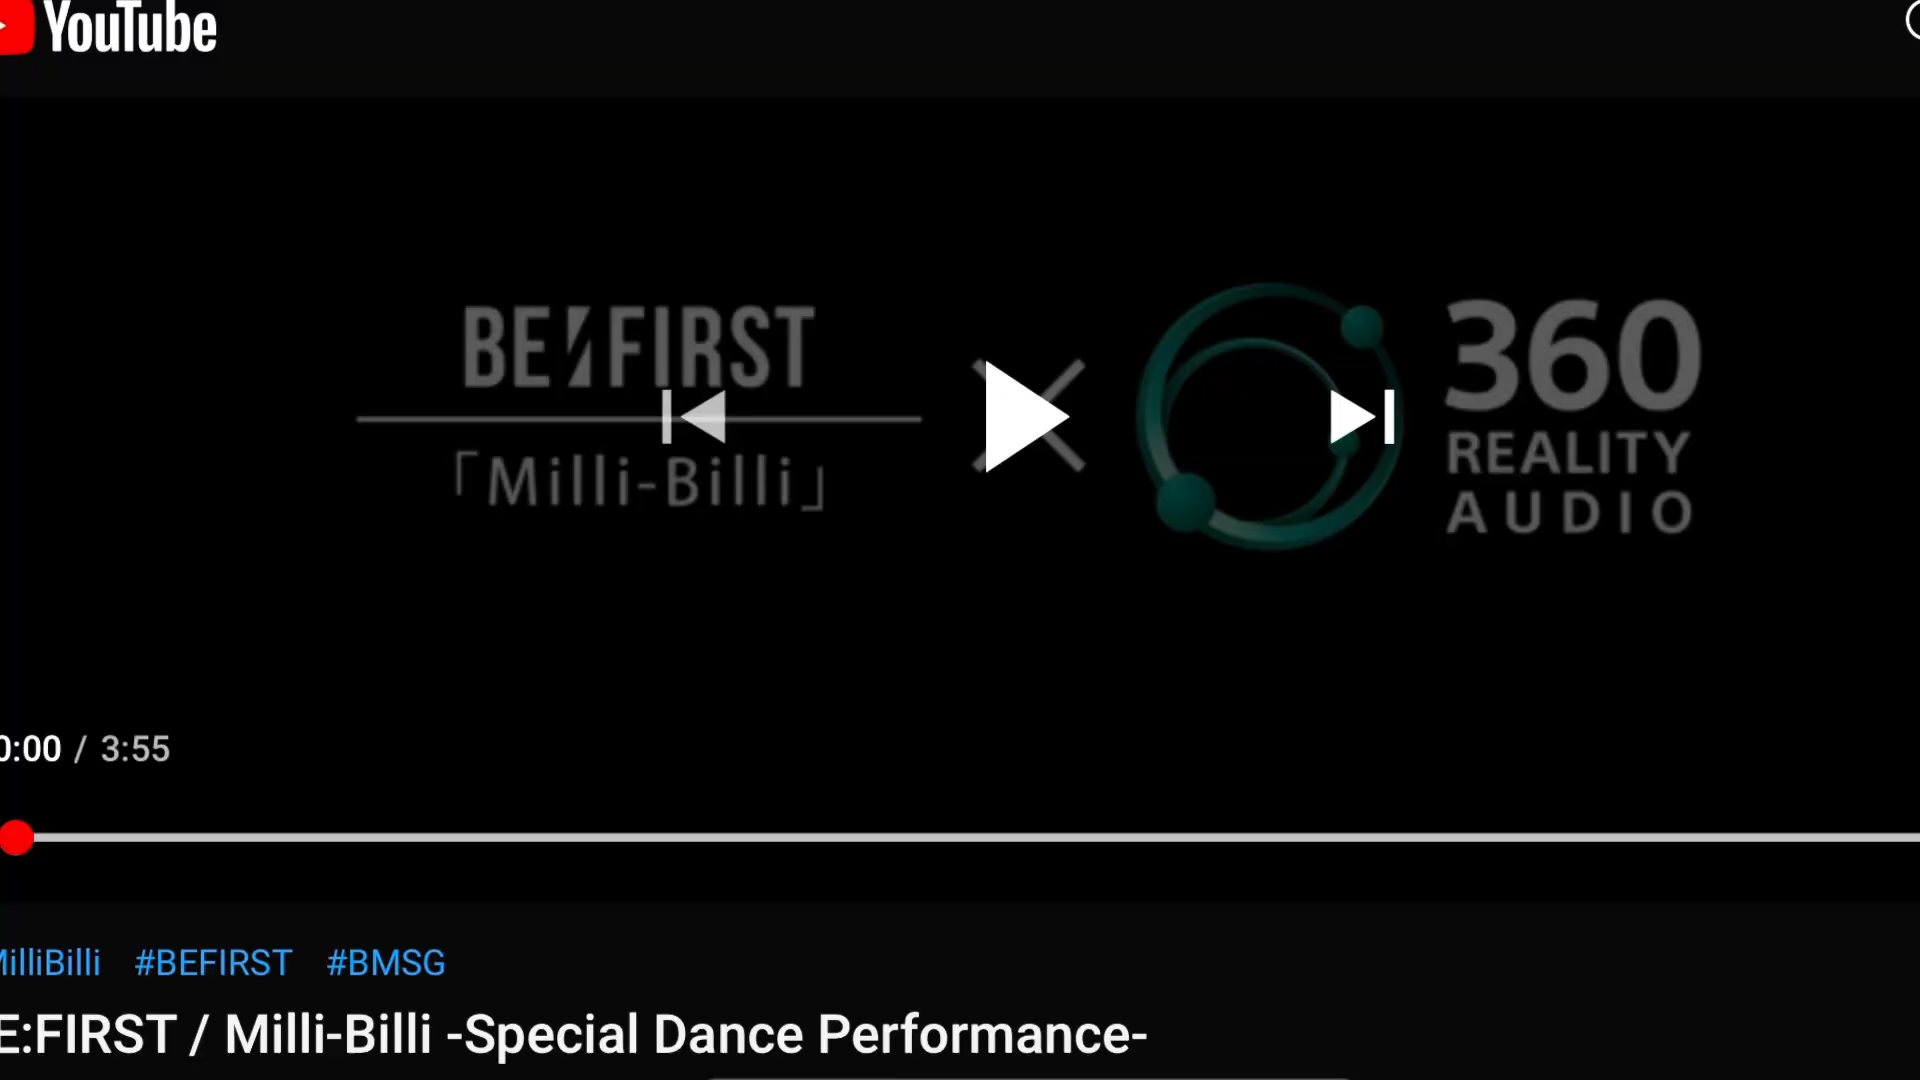 YouTube
BE:FIRST
「Milli-Billi」
360
REALITY
AUDIO
0:00 / 3:55
MilliBilli #BEFIRST #BMSG
E:FIRST / Milli-Billi -Special Dance Performance-